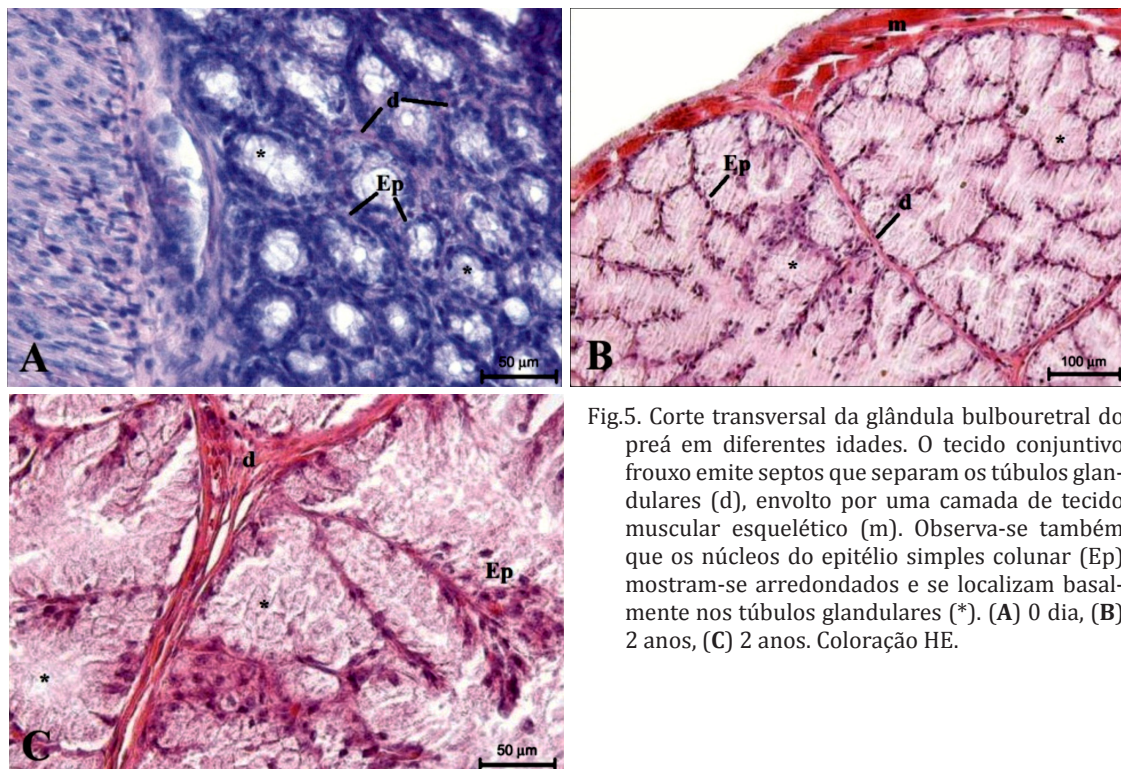 d
*
Ep
*
A
50 µm
m
*
Ep
d
*
B
100 µm
d
Ep
*
*
C
50 µm
Fig.5. Corte transversal da glândula bulbouretral do
preá em diferentes idades. O tecido conjuntivo
frouxo emite septos que separam os túbulos glan-
dulares (d), envolto por uma camada de tecido
muscular esquelético (m). Observa-se também
que os núcleos do epitélio simples colunar (Ep)
mostram-se arredondados e se localizam basal-
mente nos túbulos glandulares (*). (A) 0 dia, (B)
2 anos, (C) 2 anos. Coloração HE.